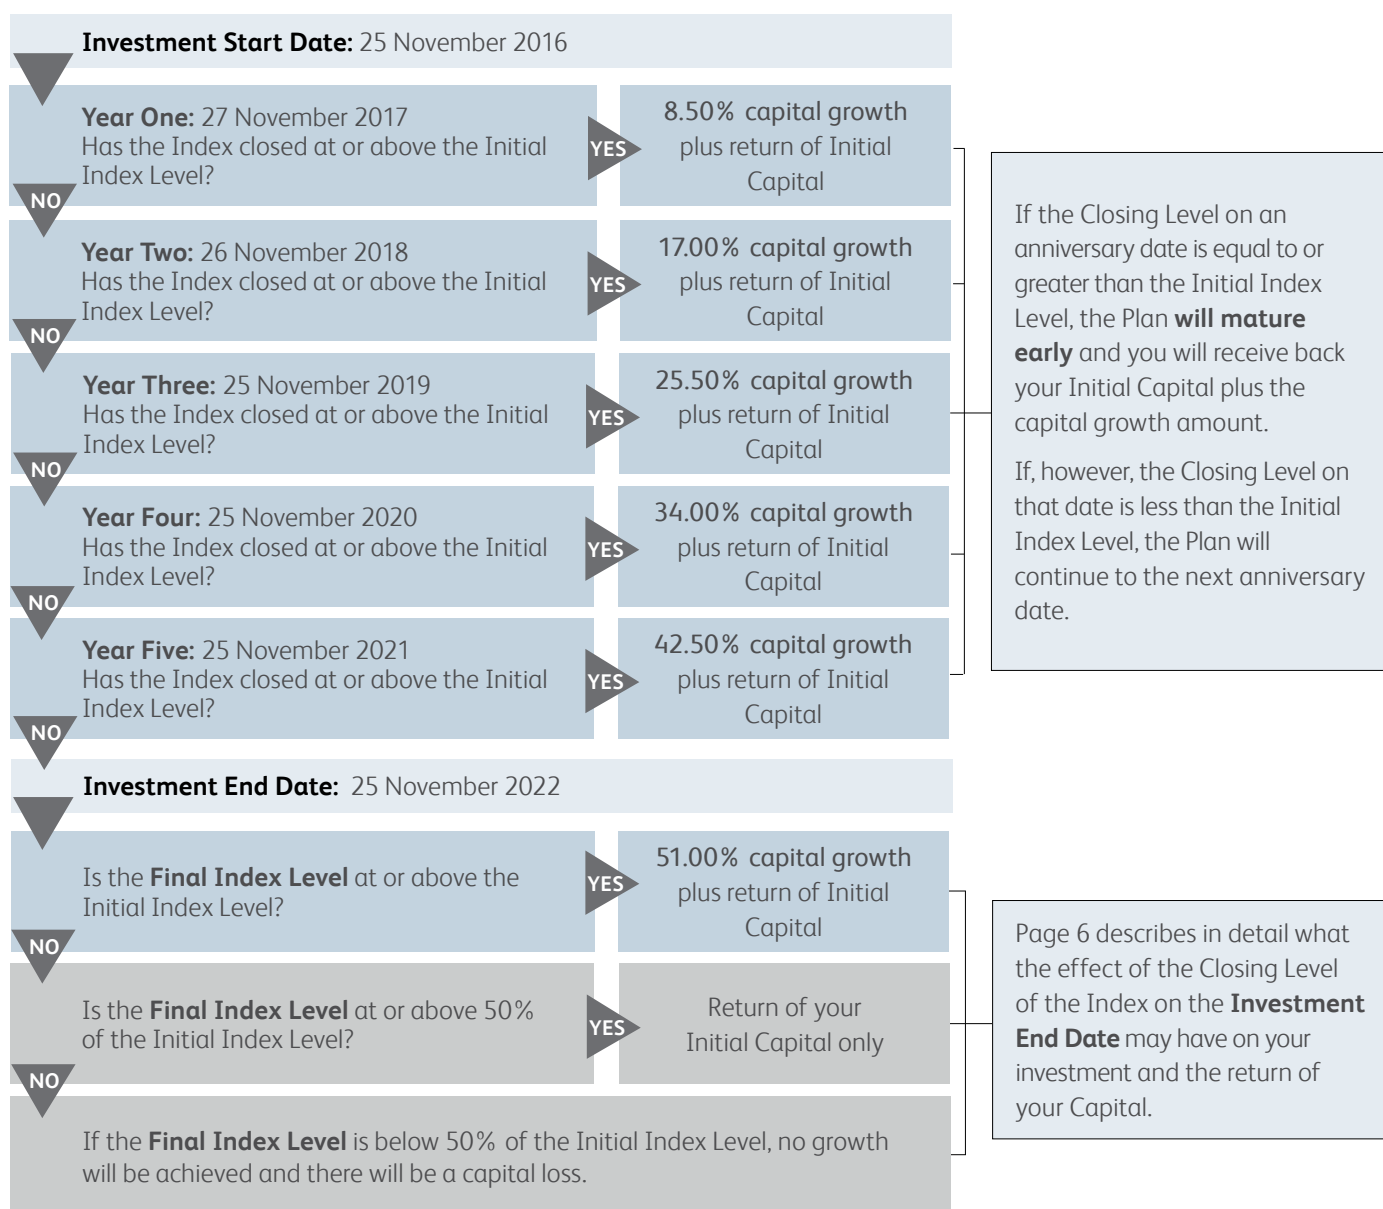 Investment Start Date: 25 November 2016
Year One: 27 November 2017
Has the Index closed at or above the Initial
Index Level?
YES
8.50% capital growth
plus return of Initial
Capital
NO
Year Two: 26 November 2018
Has the Index closed at or above the Initial
Index Level?
YES
17.00% capital growth
plus return of Initial
Capital
NO
Year Three: 25 November 2019
Has the Index closed at or above the Initial
Index Level?
YES
25.50% capital growth
plus return of Initial
Capital
NO
Year Four: 25 November 2020
Has the Index closed at or above the Initial
Index Level?
YES
34.00% capital growth
plus return of Initial
Capital
NO
Year Five: 25 November 2021
Has the Index closed at or above the Initial
Index Level?
YES
42.50% capital growth
plus return of Initial
Capital
NO
If the Closing Level on an
anniversary date is equal to or
greater than the Initial Index
Level, the Plan will mature
early and you will receive back
your Initial Capital plus the
capital growth amount.
If, however, the Closing Level on
that date is less than the Initial
Index Level, the Plan will
continue to the next anniversary
date.
Investment End Date: 25 November 2022
Is the Final Index Level at or above the
Initial Index Level?
YES
51.00% capital growth
plus return of Initial
Capital
NO
Is the Final Index Level at or above 50%
of the Initial Index Level?
YES
Return of your
Initial Capital only
NO
If the Final Index Level is below 50% of the Initial Index Level, no growth
will be achieved and there will be a capital loss.
Page 6 describes in detail what
the effect of the Closing Level
of the Index on the Investment
End Date may have on your
investment and the return of
your Capital.